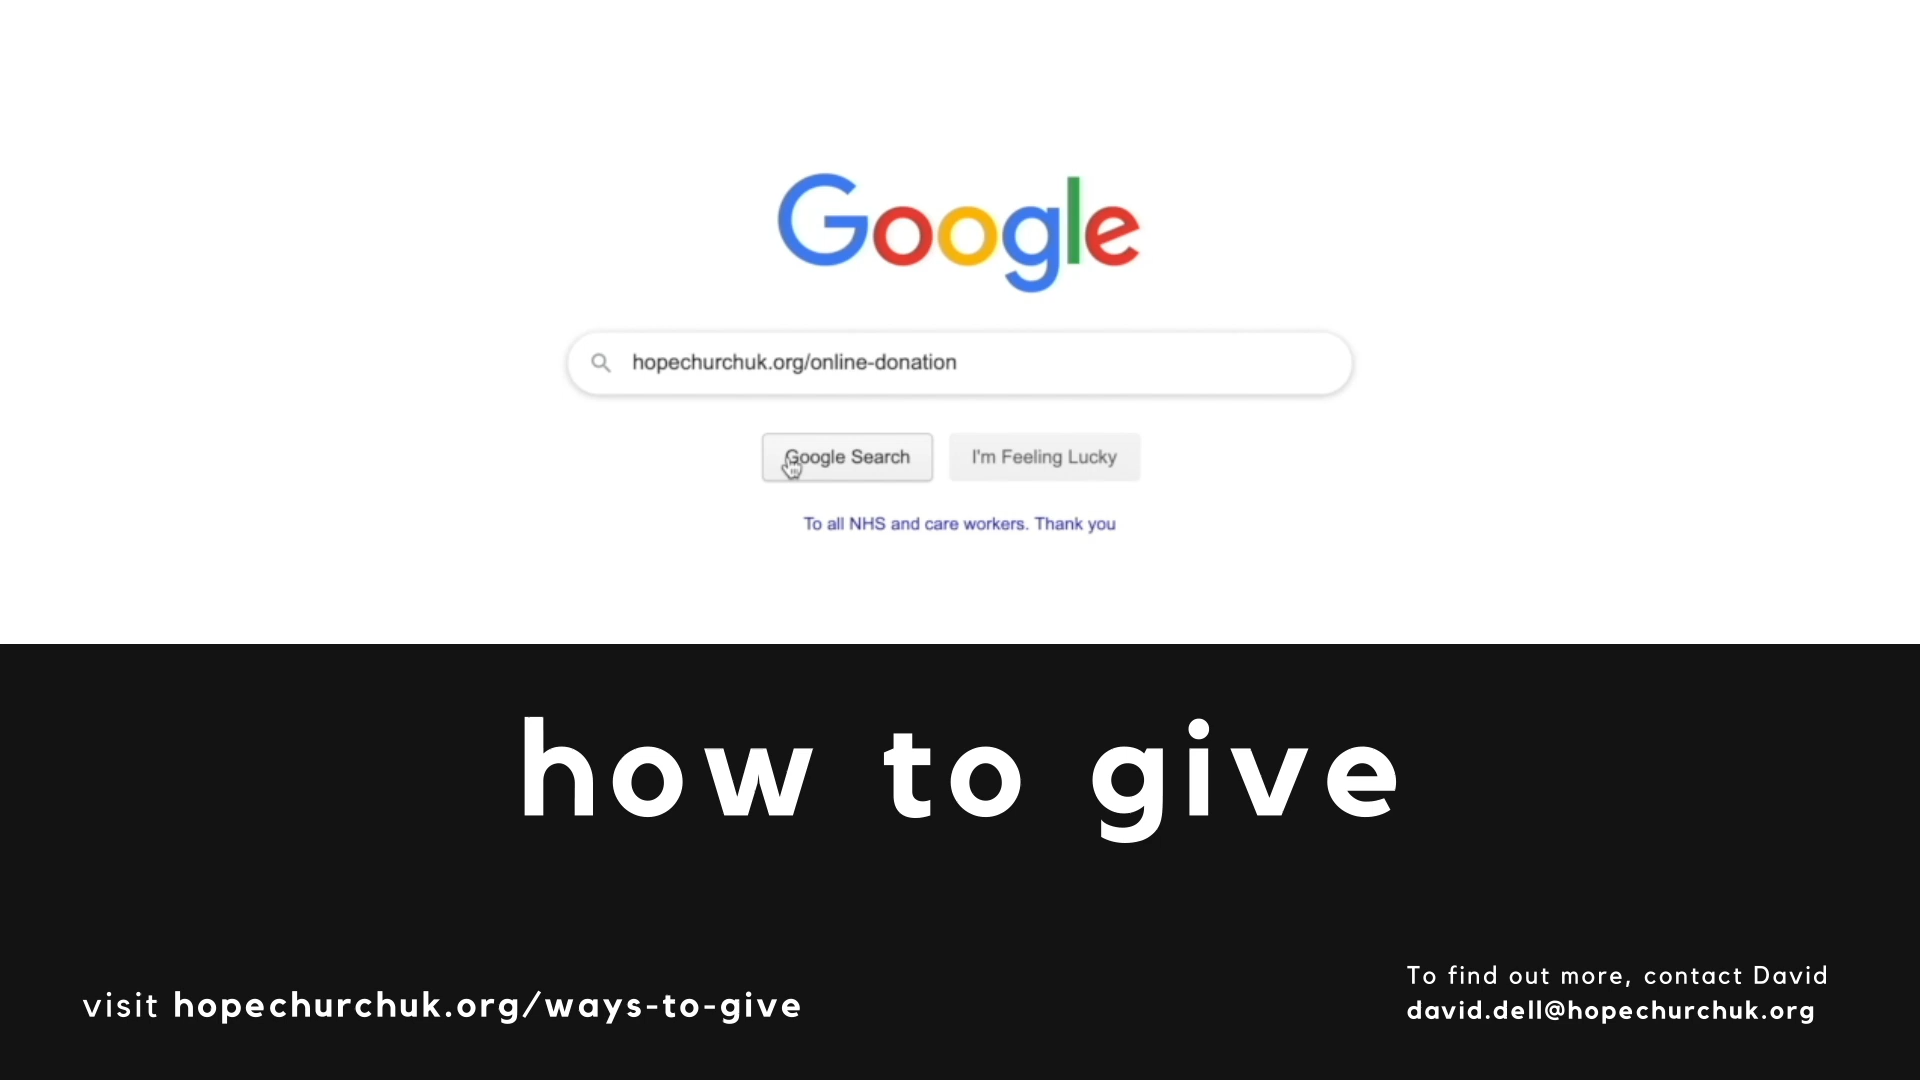 Google
hopechurchuk.org/online-donation
Google Search
I'm Feeling Lucky
To all NHS and care workers. Thank you
how to give
visit hopechurchuk.org/ways-to-give
To find out more, contact David
david.dell@hopechurchuk.org